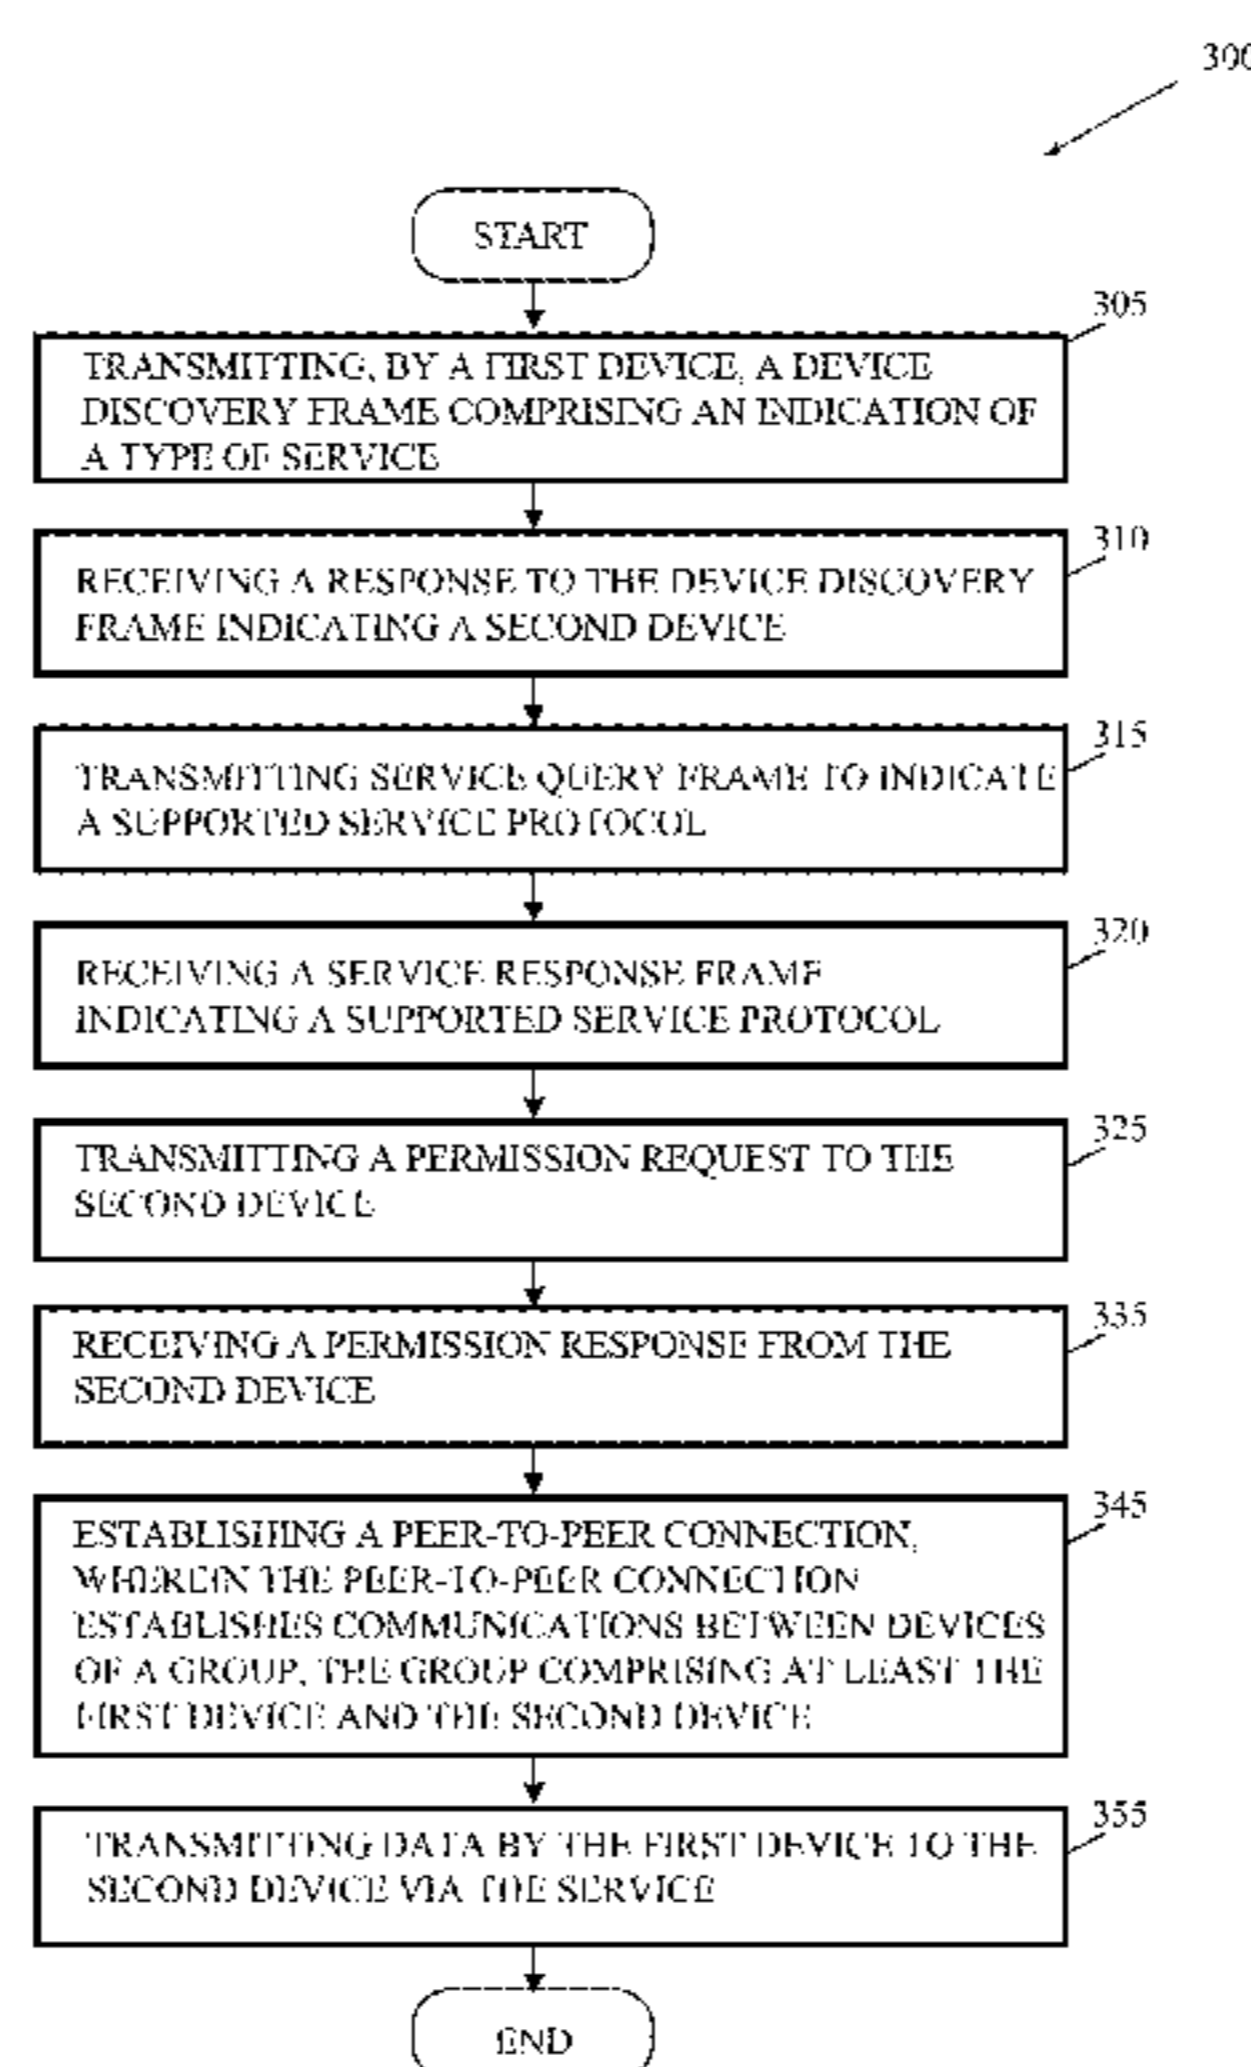 300
START
305
TRANSMITTING, BY A FIRST DEVICE, A DEVICE
DISCOVERY FRAME COMPRISING AN INDICATION OF
A TYPE OF SERVICE
310
RECEIVING A RESPONSE TO THE DEVICE DISCOVERY
FRAME INDICATING A SECOND DEVICE
315
TRANSMITTING SERVICE QUERY FRAME TO INDICATE
A SUPPORTED SERVICE PROTOCOL
320
RECEIVING A SERVICE RESPONSE FRAME
INDICATING A SUPPORTED SERVICE PROTOCOL
325
TRANSMITTING A PERMISSION REQUEST TO THE
SECOND DEVICE
335
RECEIVING A PERMISSION RESPONSE FROM THE
SECOND DEVICE
345
ESTABLISHING A PEER-TO-PEER CONNECTION,
WHEREIN THE PEER-TO-PEER CONNECTION
ESTABLISHES COMMUNICATIONS BETWEEN DEVICES
OF A GROUP, THE GROUP COMPRISING AT LEAST THE
FIRST DEVICE AND THE SECOND DEVICE
355
TRANSMITTING DATA BY THE FIRST DEVICE TO THE
SECOND DEVICE VIA THE SERVICE
END